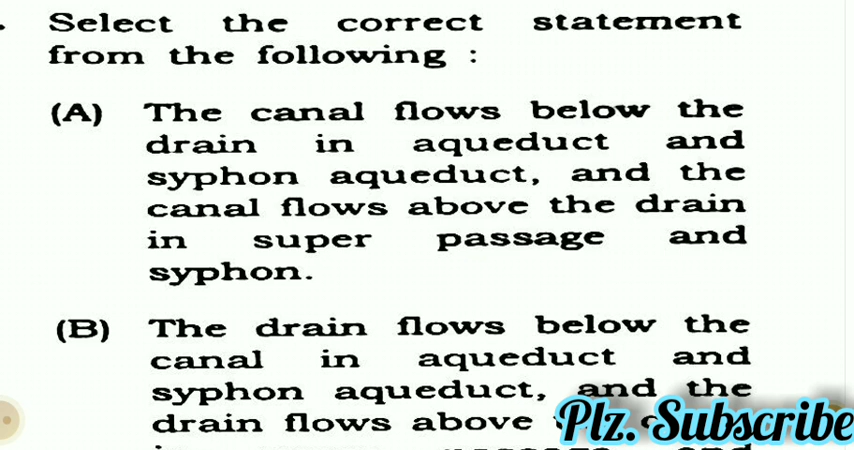 Select the correct statement
from the following :
(A) The canal flows below the
drain in aqueduct and
syphon aqueduct, and the
canal flows above the drain
in super passage and
syphon.
(B) The drain flows below the
canal in aqueduct and
syphon aqueduct, and the
drain flows above
Plz. Subscribe